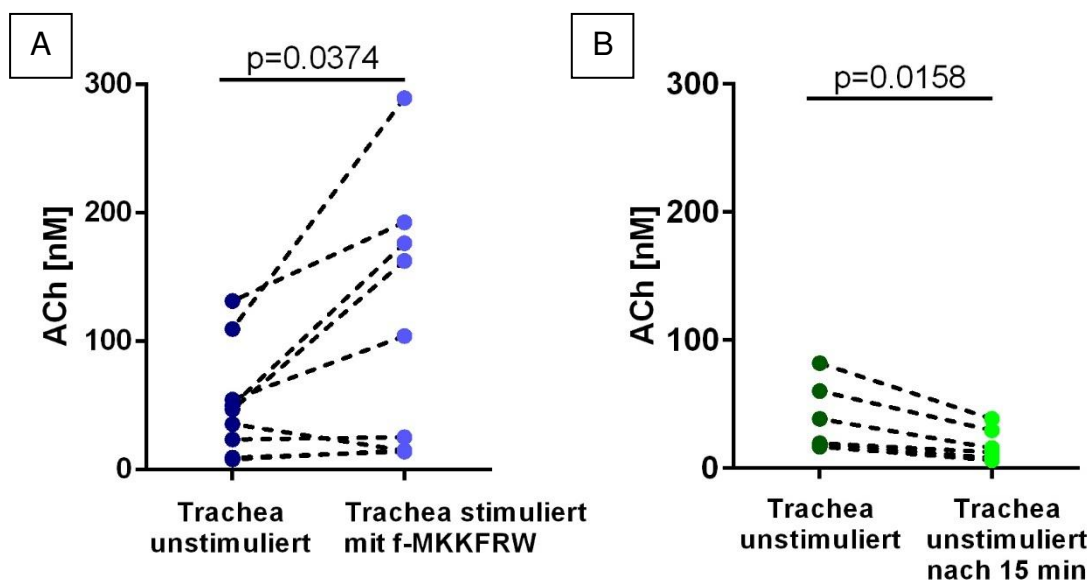 A
p=0.0374
300
200
100
0
ACh [nM]
Trachea
unstimuliert
Trachea stimuliert
mit f-MKKFRW
B
p=0.0158
300
200
100
0
ACh [nM]
Trachea
unstimuliert
Trachea
unstimuliert
nach 15 min